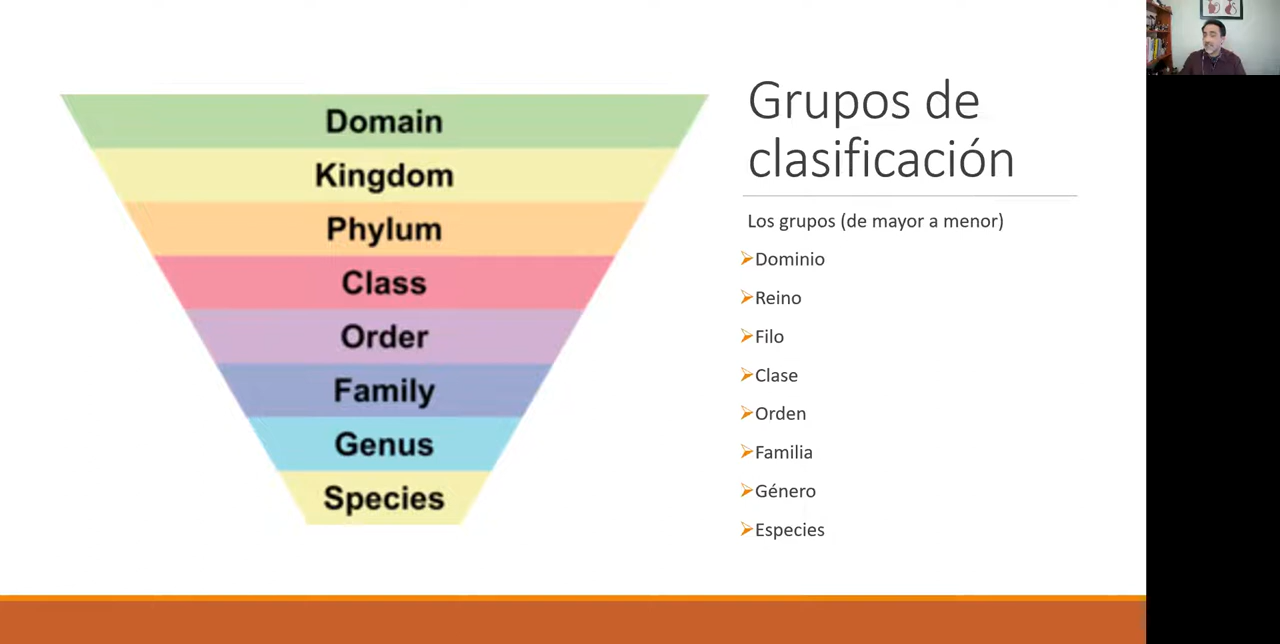 Domain
Kingdom
Phylum
Class
Order
Family
Genus
Species
Grupos de
clasificación
Los grupos (de mayor a menor)
Dominio
Reino
Filo
Clase
Orden
Familia
Género
Especies